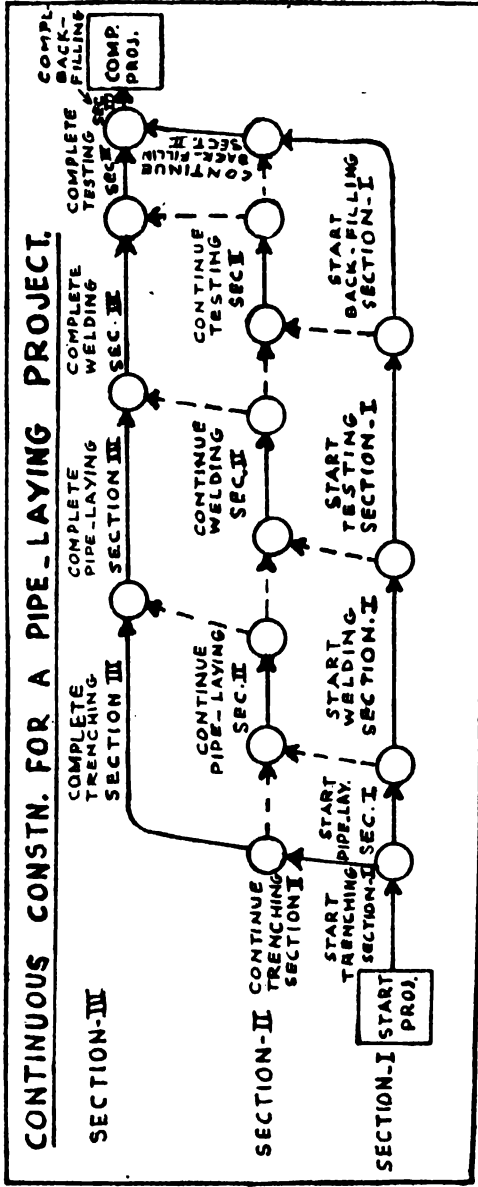 CONTINUOUS CONSTN. FOR A PIPE-LAYING PROJECT.
SECTION-III
COMPLETE
TRENCHING
SECTION III
COMPLETE
PIPE-LAYING
SECTION III
COMPLETE
WELDING
SEC. III
COMPLETE
TESTING
SEC III
COMPL-
BACK-
FILLING
SEC III
COMP.
PROJ.
SECTION-II
CONTINUE
TRENCHING
SECTION II
CONTINUE
PIPE-LAYING
SEC. II
CONTINUE
WELDING
SEC. II
CONTINUE
TESTING
SEC II
CONTINUE
BACK-FILLIN
SECT. II
SECTION-I
START
PROJ.
START
TRENCHING
SECTION-I
START
PIPE-LAY.
SEC. I
START
WELDING
SECTION. I
START
TESTING
SECTION-I
START
BACK-FILLING
SECTION-I